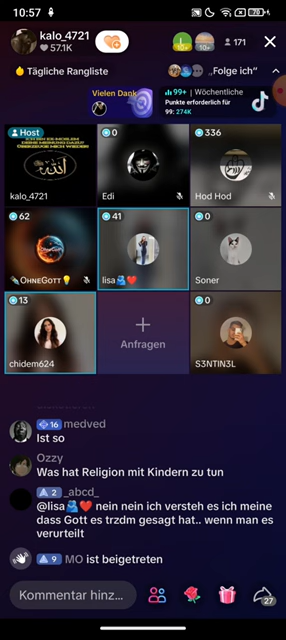 10:57
70
kalo_4721
57.1K
10+
171
Tägliche Rangliste
„Folge ich“
Vielen Dank
99+ | Wöchentliche
Punkte erforderlich für
99: 274K
Host
0
336
kalo_4721
Edi
Hod Hod
62
41
0
OHNEGOTT
lisa
Soner
13
0
Anfragen
chidem624
S3NTIN3L
16 medved
Ist so
Ozzy
Was hat Religion mit Kindern zu tun
2 _abcd_
@lisa🫂❤️ nein nein ich versteh es ich meine
dass Gott es trzdm gesagt hat.. wenn man es
verurteilt
9 MO ist beigetreten
Kommentar hinz...
27